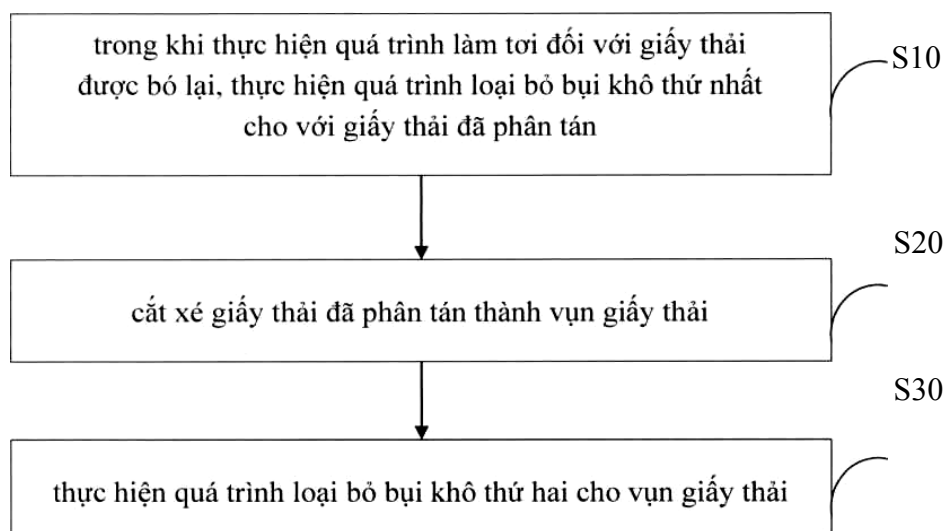 trong khi thực hiện quá trình làm tơi đối với giấy thải
được bó lại, thực hiện quá trình loại bỏ bụi khô thứ nhất
cho với giấy thải đã phân tán
S10
S20
cắt xé giấy thải đã phân tán thành vụn giấy thải
S30
thực hiện quá trình loại bỏ bụi khô thứ hai cho vụn giấy thải